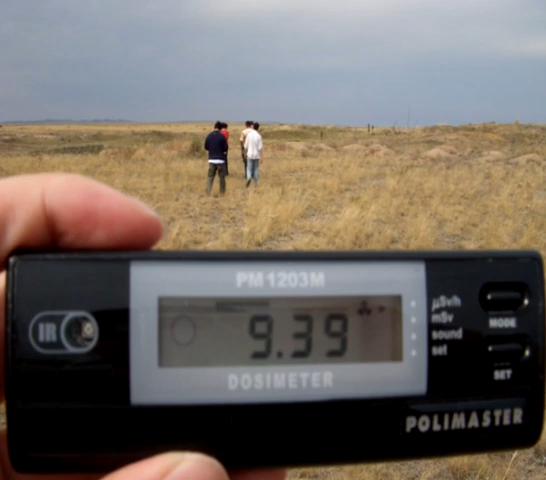 PM1203M
IR
9.39
µSv/h
mSv
sound
set
MODE
SET
DOSIMETER
POLIMASTER